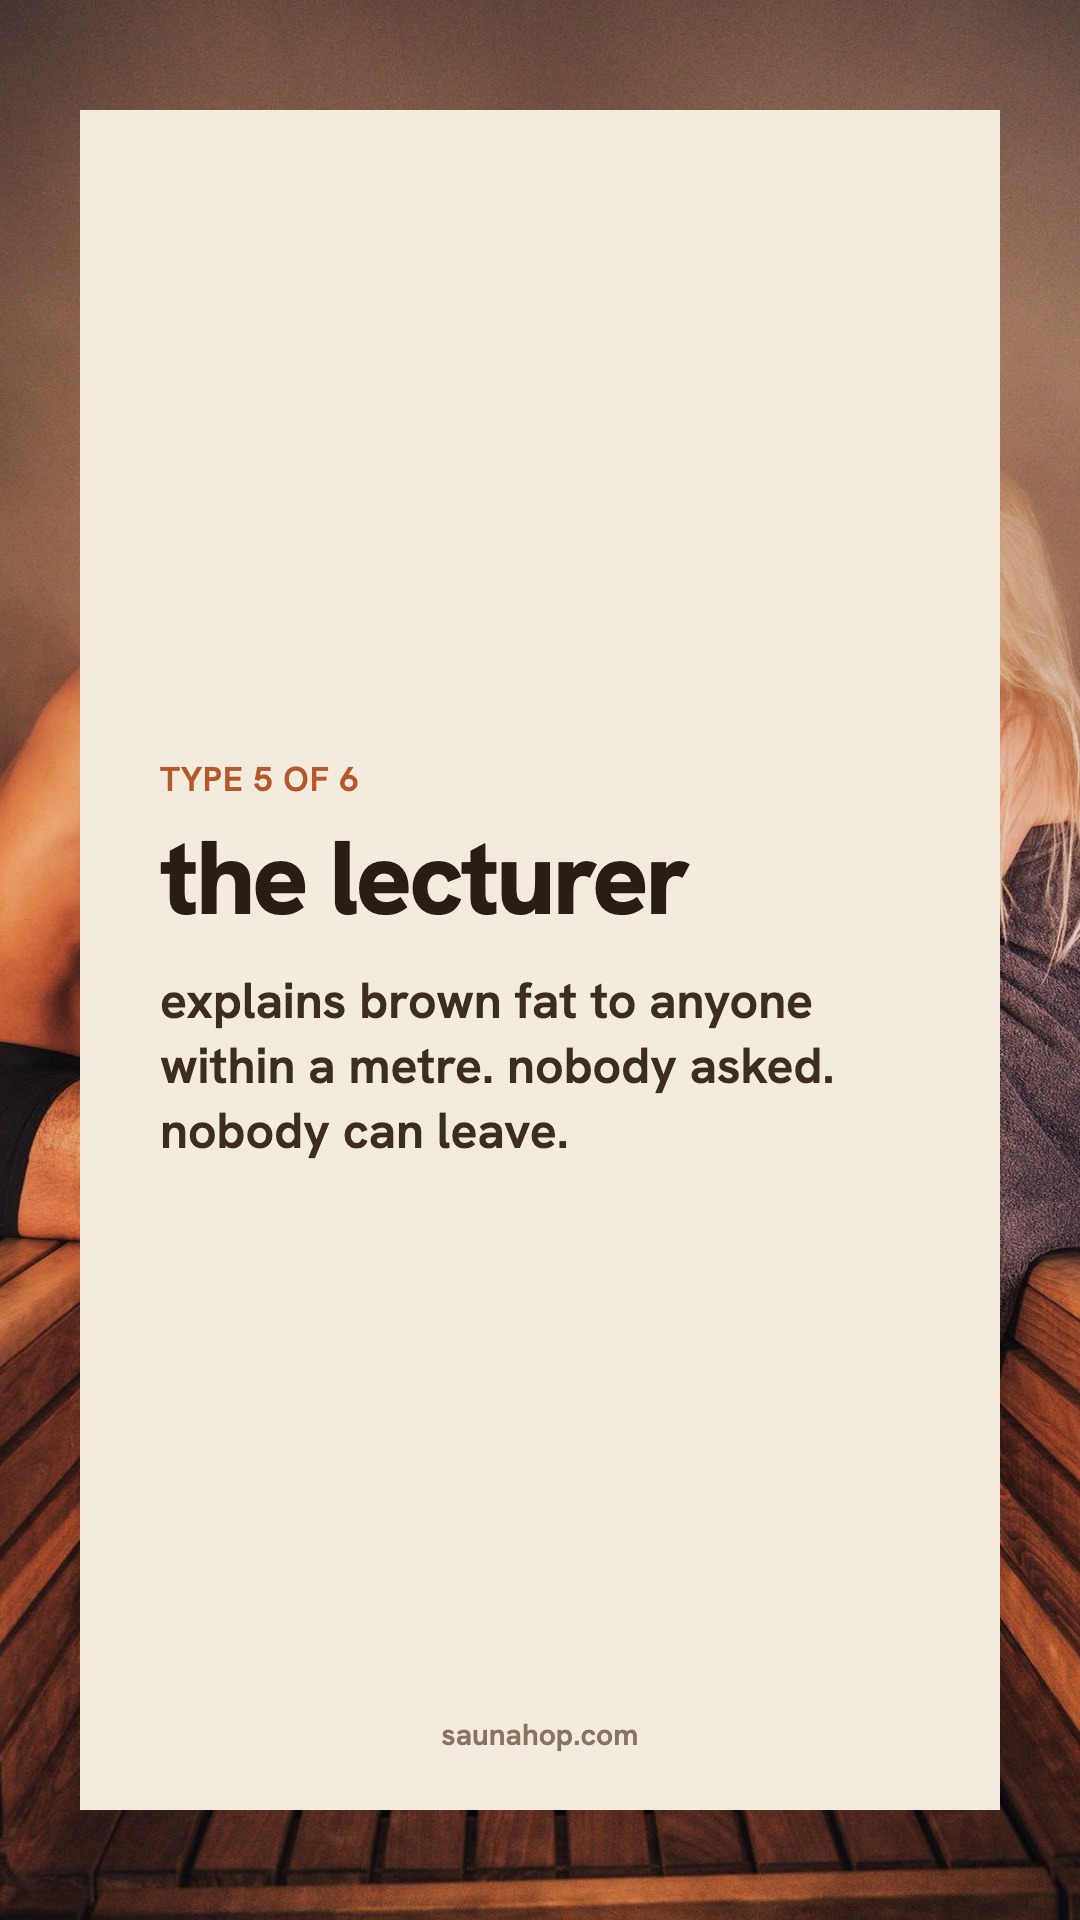 TYPE 5 OF 6
the lecturer
explains brown fat to anyone
within a metre. nobody asked.
nobody can leave.
saunahop.com